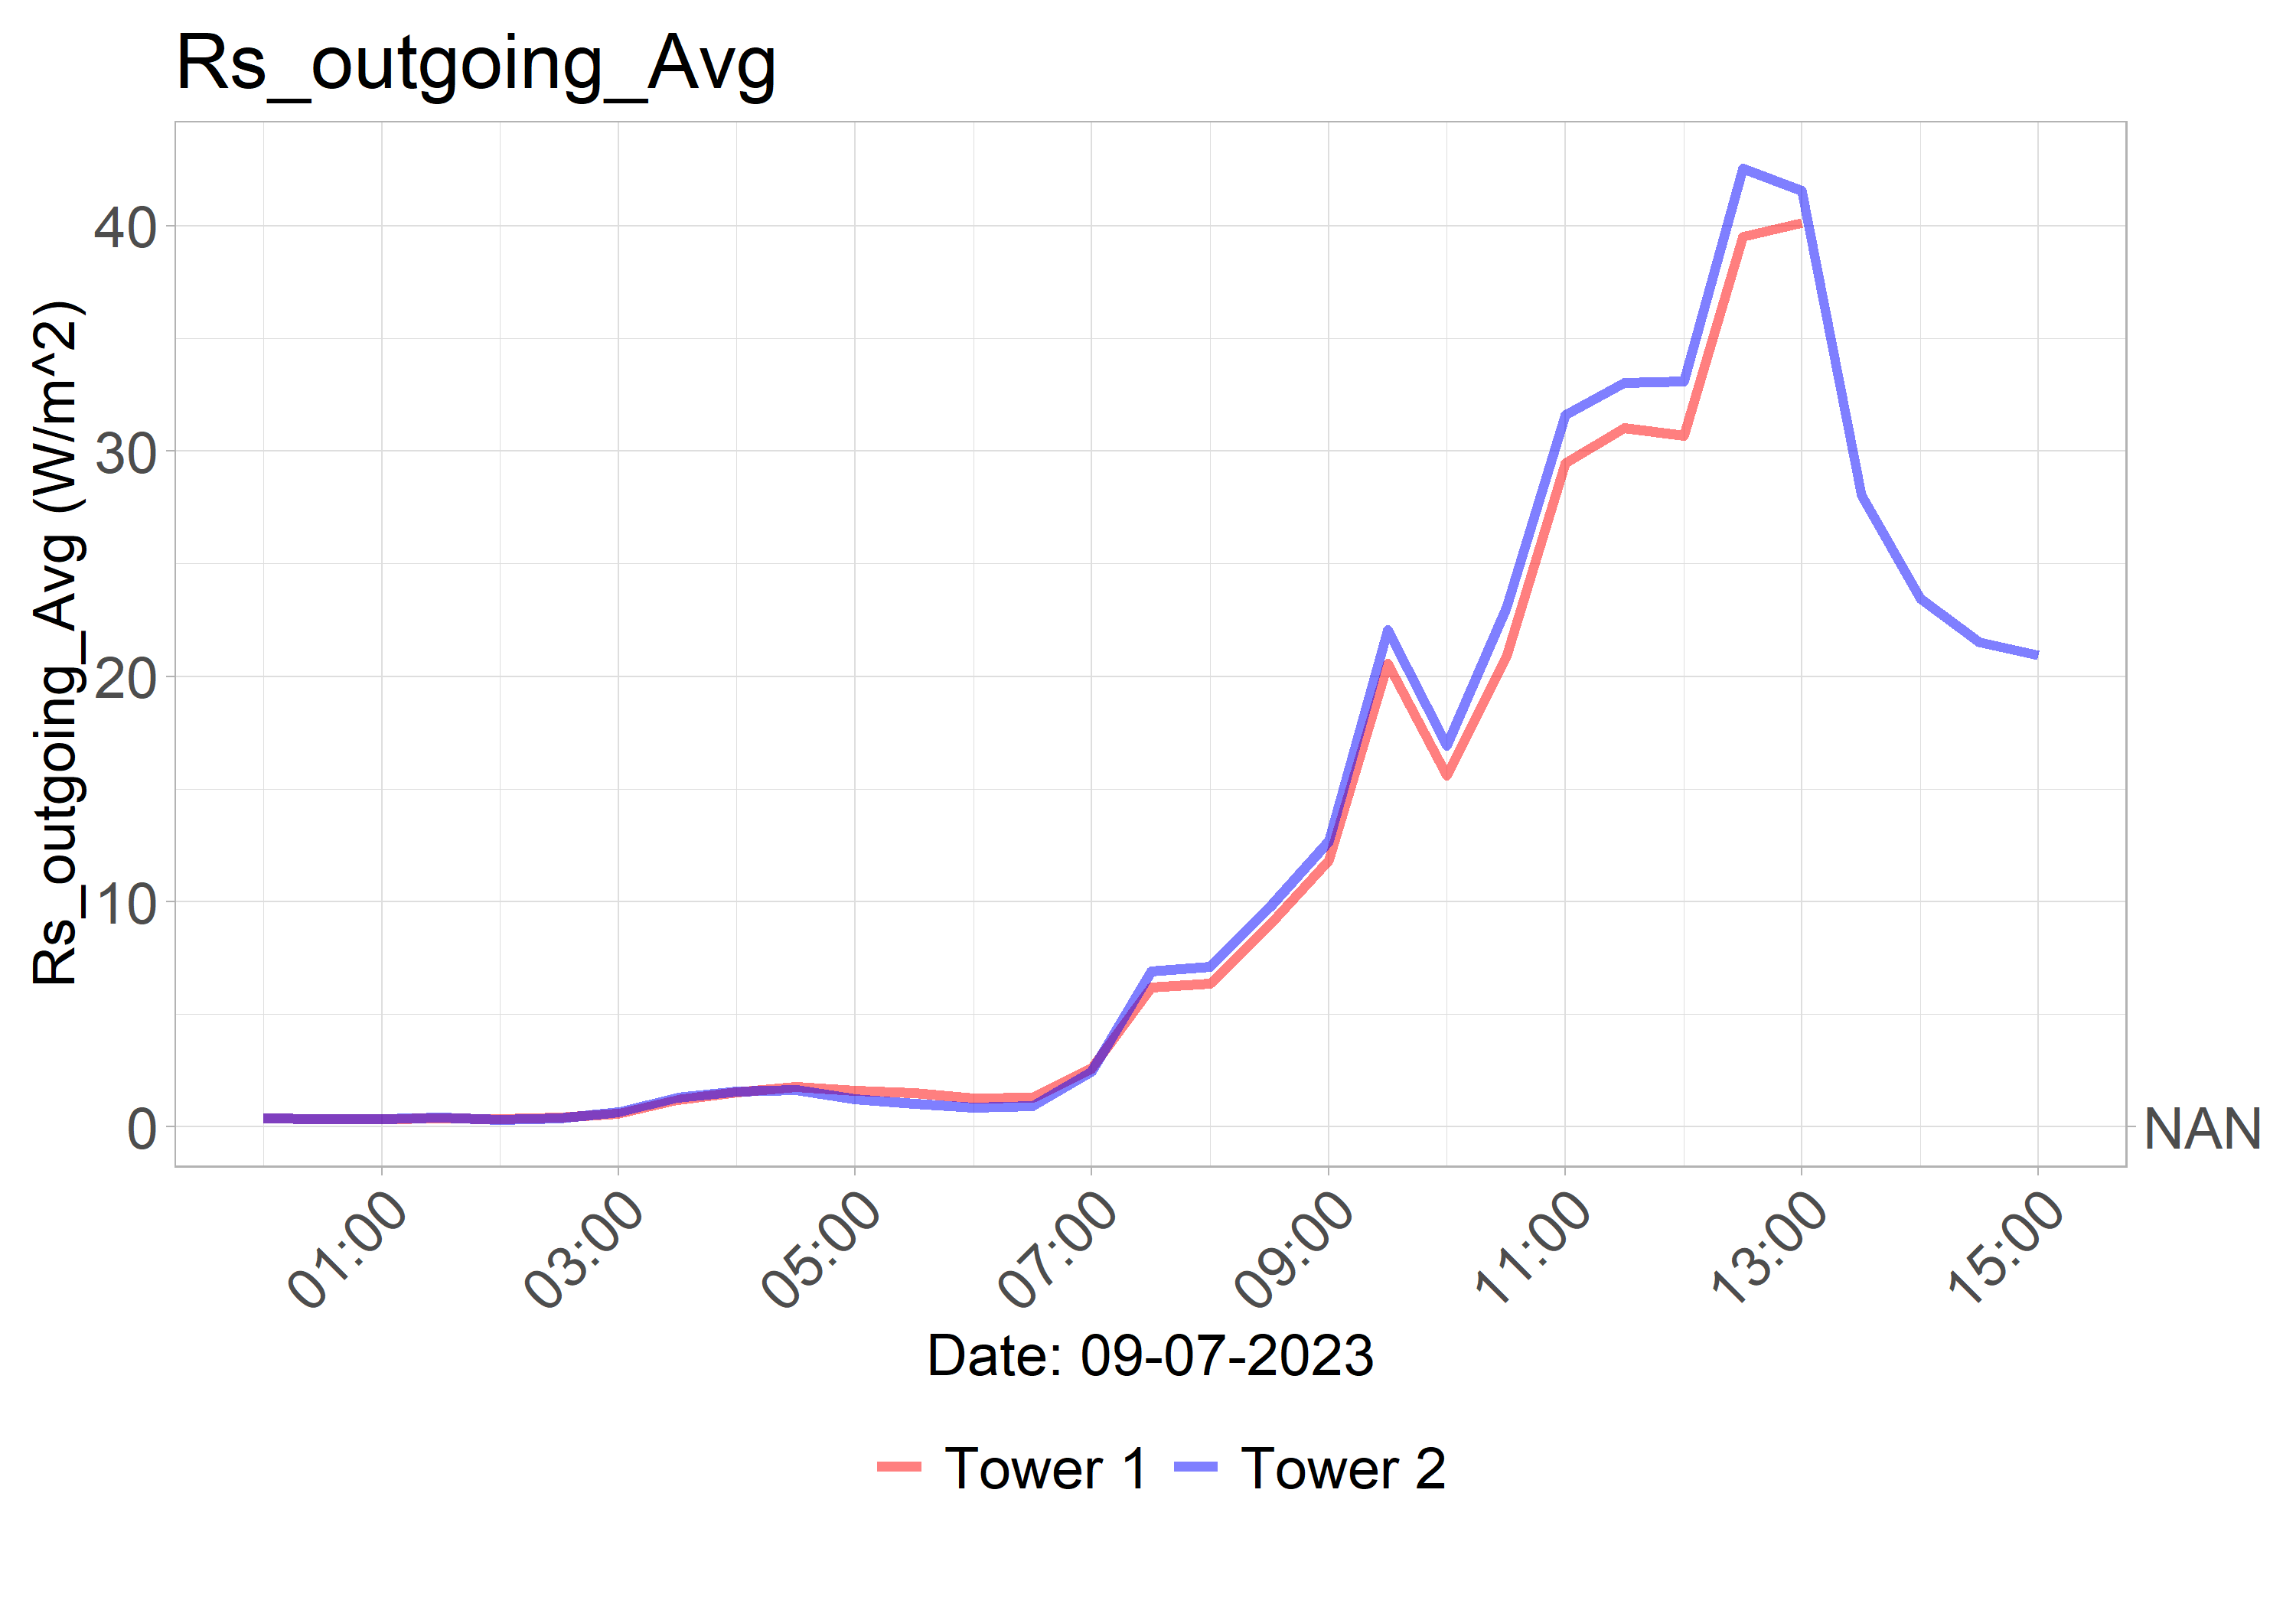 Rs_outgoing_Avg
Rs_outgoing_Avg (W/m^2)
40
30
20
10
0
NAN
01:00
03:00
05:00
07:00
09:00
11:00
13:00
15:00
Date: 09-07-2023
Tower 1
Tower 2